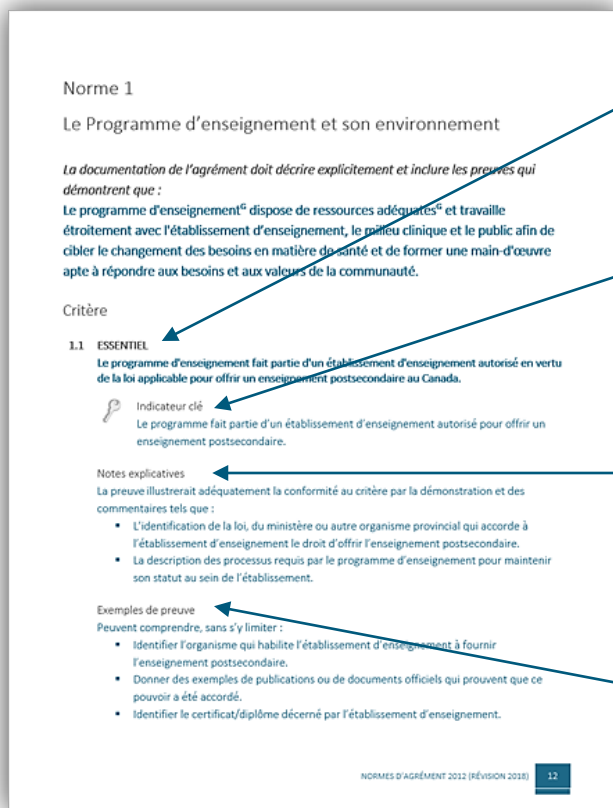 Norme 1
Le Programme d'enseignement et son environnement
La documentation de l'agrément doit décrire explicitement et inclure les preuves qui
démontrent que :
Le programme d'enseignementᴳ dispose de ressources adéquatesᴳ et travaille
étroitement avec l'établissement d'enseignement, le milieu clinique et le public afin de
cibler le changement des besoins en matière de santé et de former une main-d'œuvre
apte à répondre aux besoins et aux valeurs de la communauté.
Critère
1.1 ESSENTIEL
Le programme d'enseignement fait partie d'un établissement d'enseignement autorisé en vertu
de la loi applicable pour offrir un enseignement postsecondaire au Canada.
Indicateur clé
Le programme fait partie d'un établissement d'enseignement autorisé pour offrir un
enseignement postsecondaire.
Notes explicatives
La preuve illustrerait adéquatement la conformité au critère par la démonstration et des
commentaires tels que :
▪ L'identification de la loi, du ministère ou autre organisme provincial qui accorde à
l'établissement d'enseignement le droit d'offrir l'enseignement postsecondaire.
▪ La description des processus requis par le programme d'enseignement pour maintenir
son statut au sein de l'établissement.
Exemples de preuve
Peuvent comprendre, sans s'y limiter :
▪ Identifier l'organisme qui habilite l'établissement d'enseignement à fournir
l'enseignement postsecondaire.
▪ Donner des exemples de publications ou de documents officiels qui prouvent que ce
pouvoir a été accordé.
▪ Identifier le certificat/diplôme décerné par l'établissement d'enseignement.
NORMES D'AGRÉMENT 2012 (RÉVISION 2018) 12